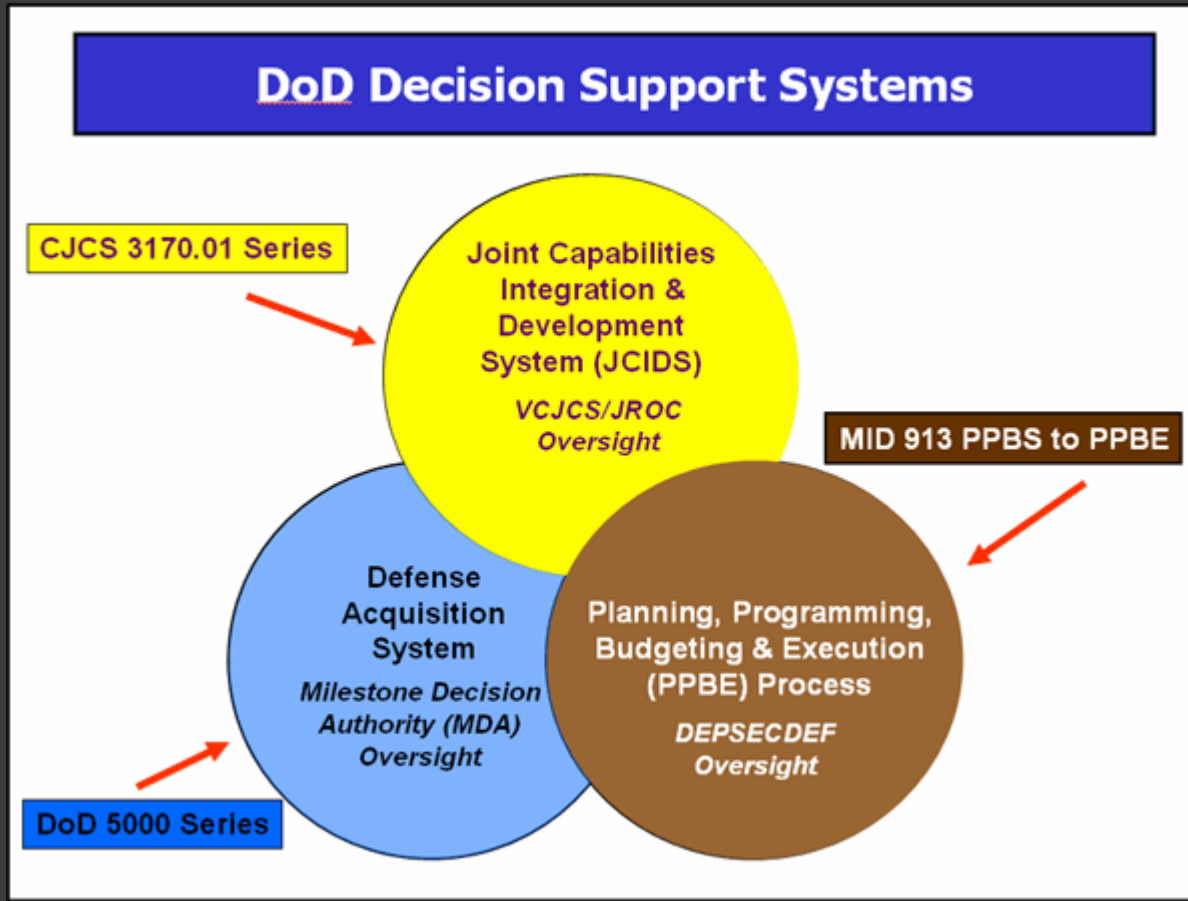 DoD Decision Support Systems
CJCS 3170.01 Series
Joint Capabilities
Integration &
Development
System (JCIDS)
VCJCS/JROC
Oversight
MID 913 PPBS to PPBE
Defense
Acquisition
System
Milestone Decision
Authority (MDA)
Oversight
Planning, Programming,
Budgeting & Execution
(PPBE) Process
DEPSECDEF
Oversight
DoD 5000 Series